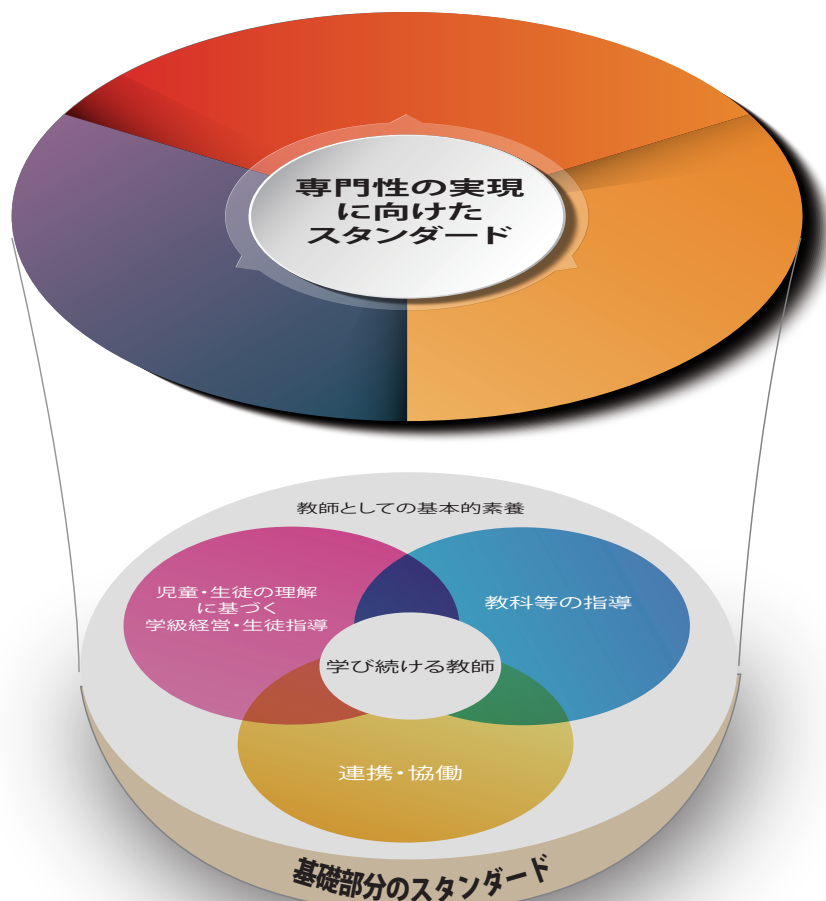 専門性の実現
に向けた
スタンダード
教師としての基本的素養
児童・生徒の理解
に基づく
学級経営・生徒指導
教科等の指導
学び続ける教師
連携・協働
基礎部分のスタンダード